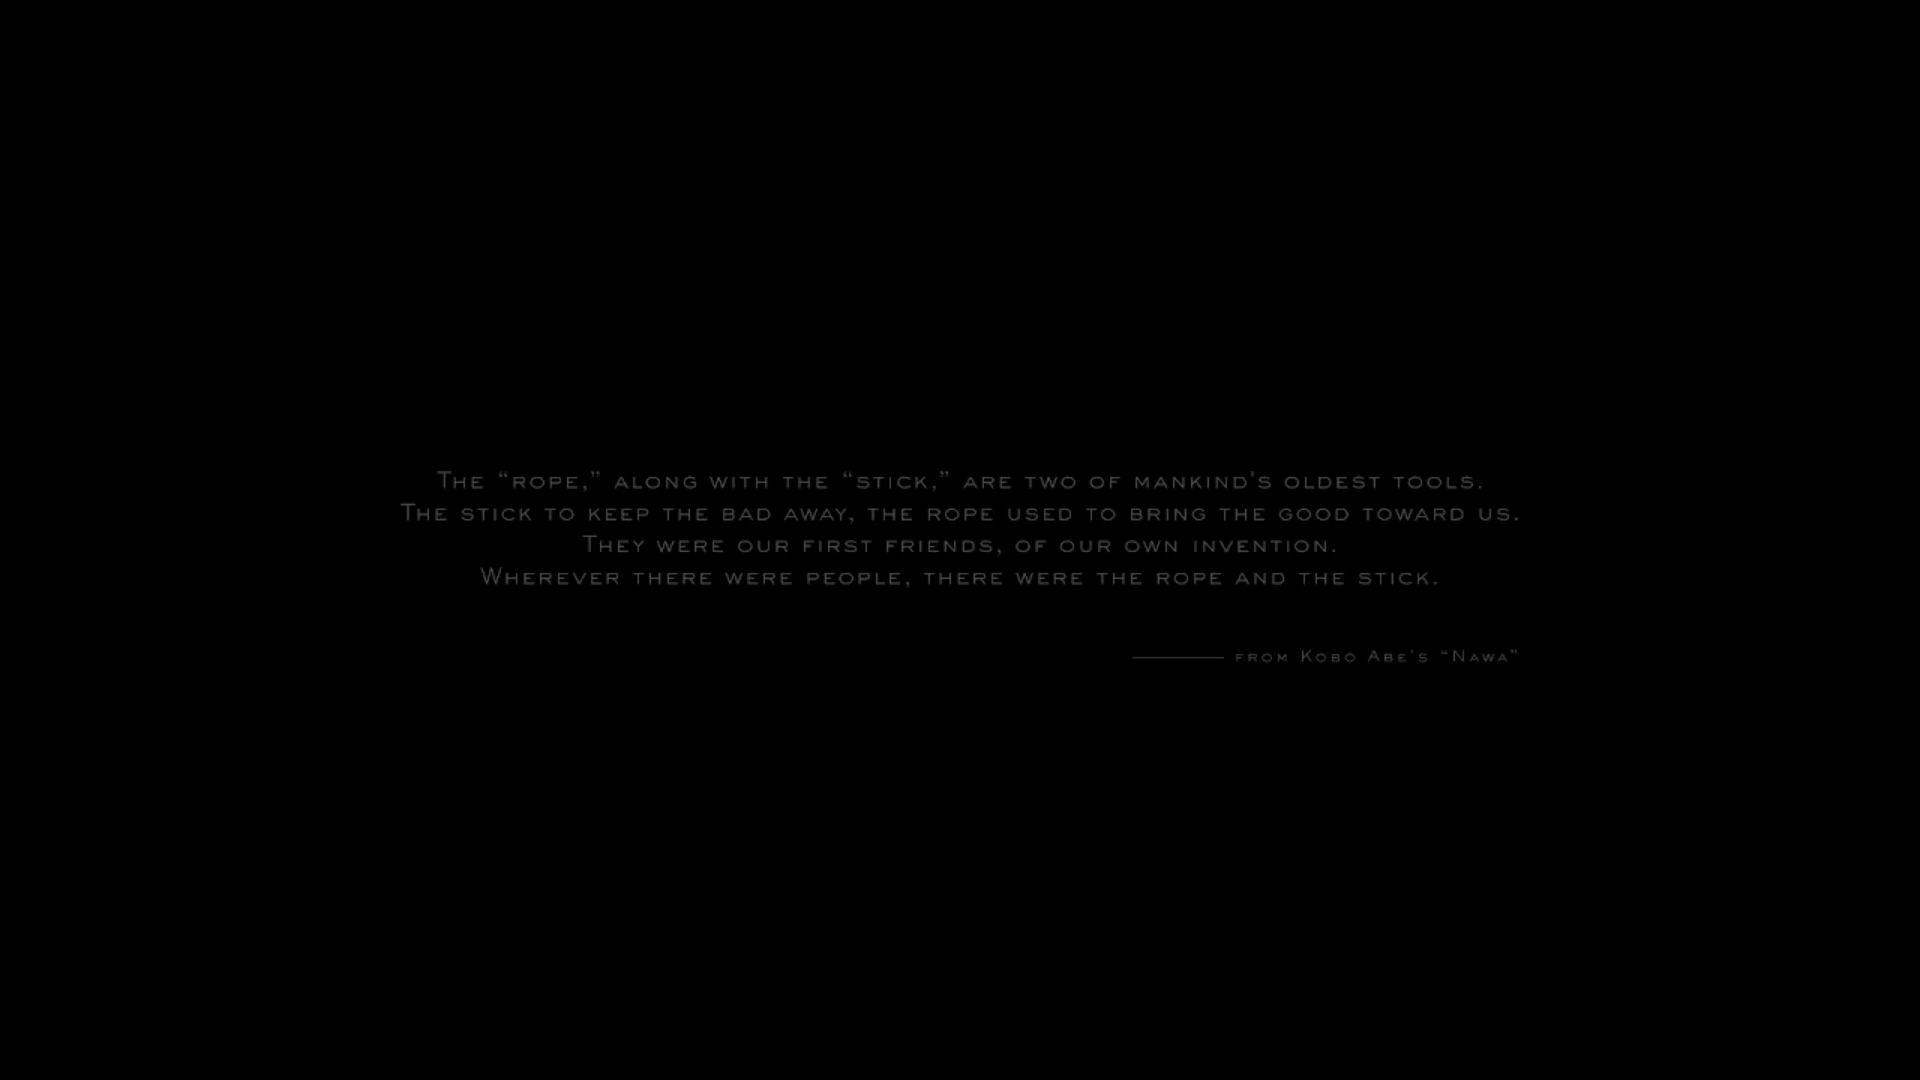 The “rope,” along with the “stick,” are two of mankind’s oldest tools.
The stick to keep the bad away, the rope used to bring the good toward us.
They were our first friends, of our own invention.
Wherever there were people, there were the rope and the stick.
——— from Kobo Abe’s “Nawa”